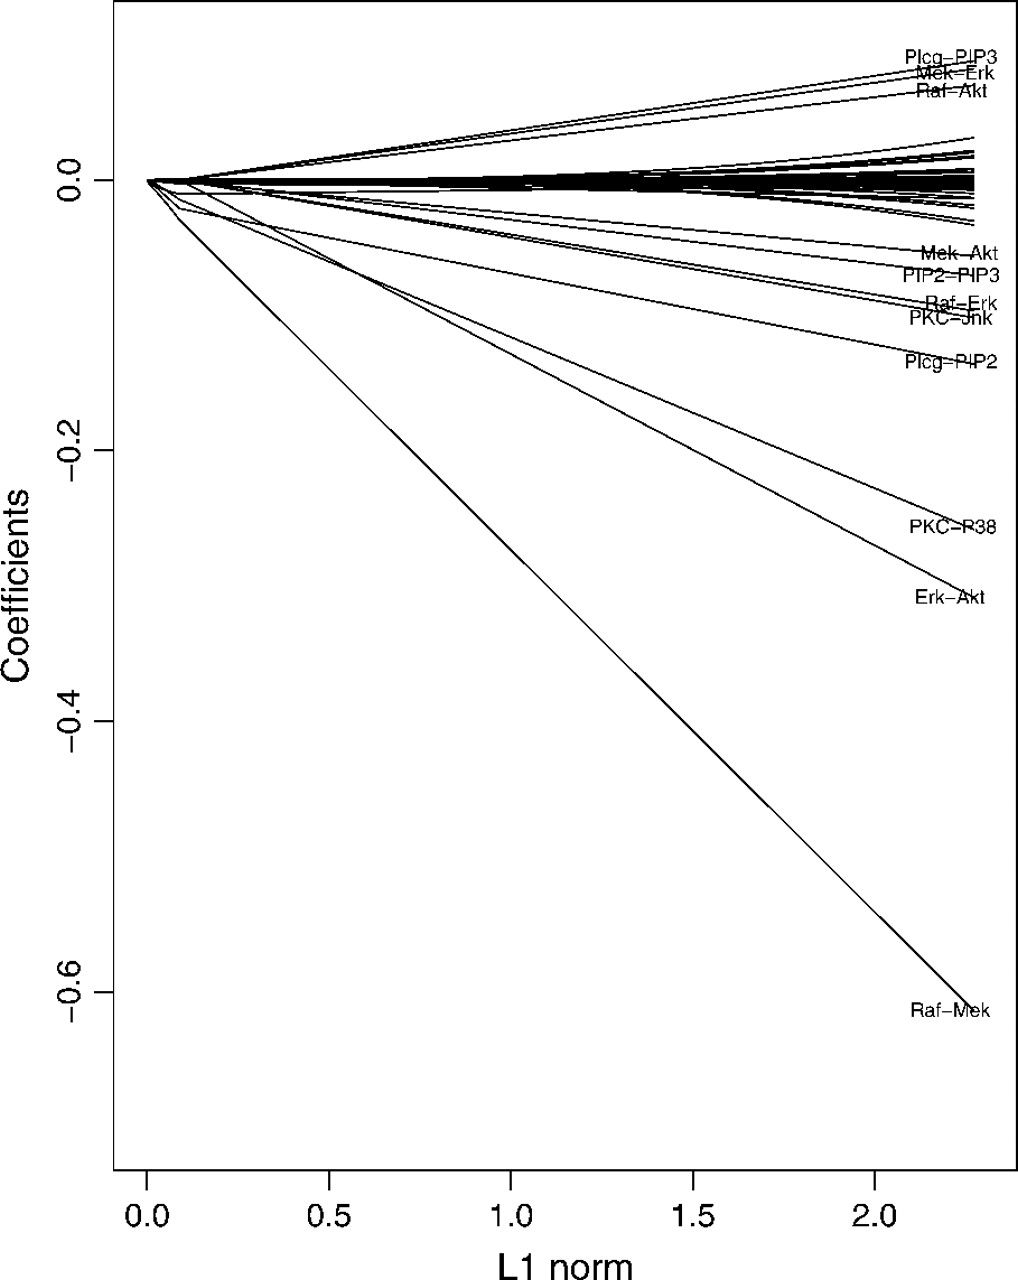 Plcg−PIP3
Mek−Erk
Raf−Akt
0.0
Mek−Akt
PIP2−PIP3
Raf−Erk
PKC−Jnk
Plcg−PIP2
−0.2
Coefficients
PKC−P38
Erk−Akt
−0.4
−0.6
Raf−Mek
0.0 0.5 1.0 1.5 2.0
L1 norm